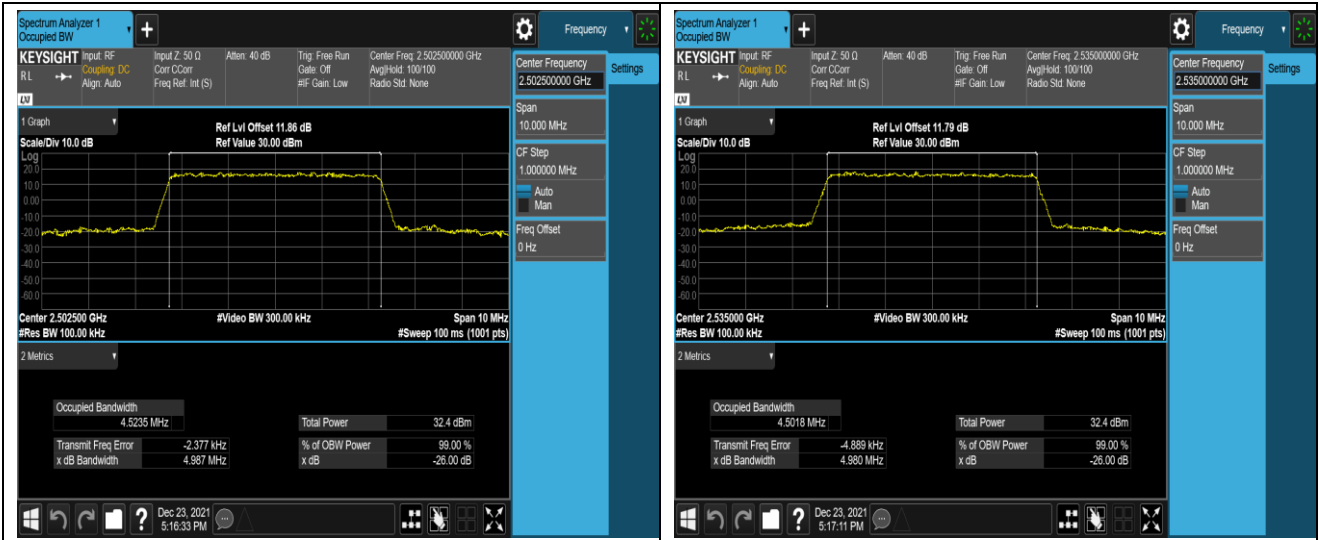 Spectrum Analyzer 1
Occupied BW
+
Frequency
KEYSIGHT
RL
LXI
Input: RF
Coupling: DC
Align: Auto
Input Z: 50 Ω
Corr CCorr
Freq Ref: Int (S)
Atten: 40 dB
Trig: Free Run
Gate: Off
#IF Gain: Low
Center Freq: 2.502500000 GHz
Avg|Hold: 100/100
Radio Std: None
Center Frequency
2.502500000 GHz
Settings
Span
10.000 MHz
CF Step
1.000000 MHz
Auto
Man
Freq Offset
0 Hz
1 Graph
Scale/Div 10.0 dB
Ref Lvl Offset 11.86 dB
Ref Value 30.00 dBm
Log
20.0
10.0
0.00
-10.0
-20.0
-30.0
-40.0
-50.0
-60.0
Center 2.502500 GHz
#Video BW 300.00 kHz
Span 10 MHz
#Res BW 100.00 kHz
#Sweep 100 ms (1001 pts)
2 Metrics
Occupied Bandwidth
4.5235 MHz
Total Power 32.4 dBm
Transmit Freq Error -2.377 kHz
% of OBW Power 99.00 %
x dB Bandwidth 4.987 MHz
x dB -26.00 dB
?
Dec 23, 2021
5:16:33 PM
Spectrum Analyzer 1
Occupied BW
+
Frequency
KEYSIGHT
RL
LXI
Input: RF
Coupling: DC
Align: Auto
Input Z: 50 Ω
Corr CCorr
Freq Ref: Int (S)
Atten: 40 dB
Trig: Free Run
Gate: Off
#IF Gain: Low
Center Freq: 2.535000000 GHz
Avg|Hold: 100/100
Radio Std: None
Center Frequency
2.535000000 GHz
Settings
Span
10.000 MHz
CF Step
1.000000 MHz
Auto
Man
Freq Offset
0 Hz
1 Graph
Scale/Div 10.0 dB
Ref Lvl Offset 11.79 dB
Ref Value 30.00 dBm
Log
20.0
10.0
0.00
-10.0
-20.0
-30.0
-40.0
-50.0
-60.0
Center 2.535000 GHz
#Video BW 300.00 kHz
Span 10 MHz
#Res BW 100.00 kHz
#Sweep 100 ms (1001 pts)
2 Metrics
Occupied Bandwidth
4.5018 MHz
Total Power 32.4 dBm
Transmit Freq Error -4.889 kHz
% of OBW Power 99.00 %
x dB Bandwidth 4.980 MHz
x dB -26.00 dB
?
Dec 23, 2021
5:17:11 PM